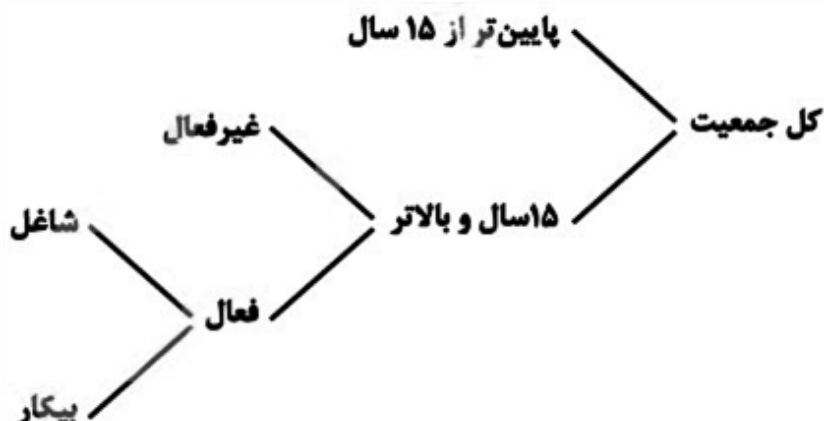 پایین‌تر از ۱۵ سال
کل جمعیت
غیرفعال
۱۵سال و بالاتر
شاغل
فعال
بیکار